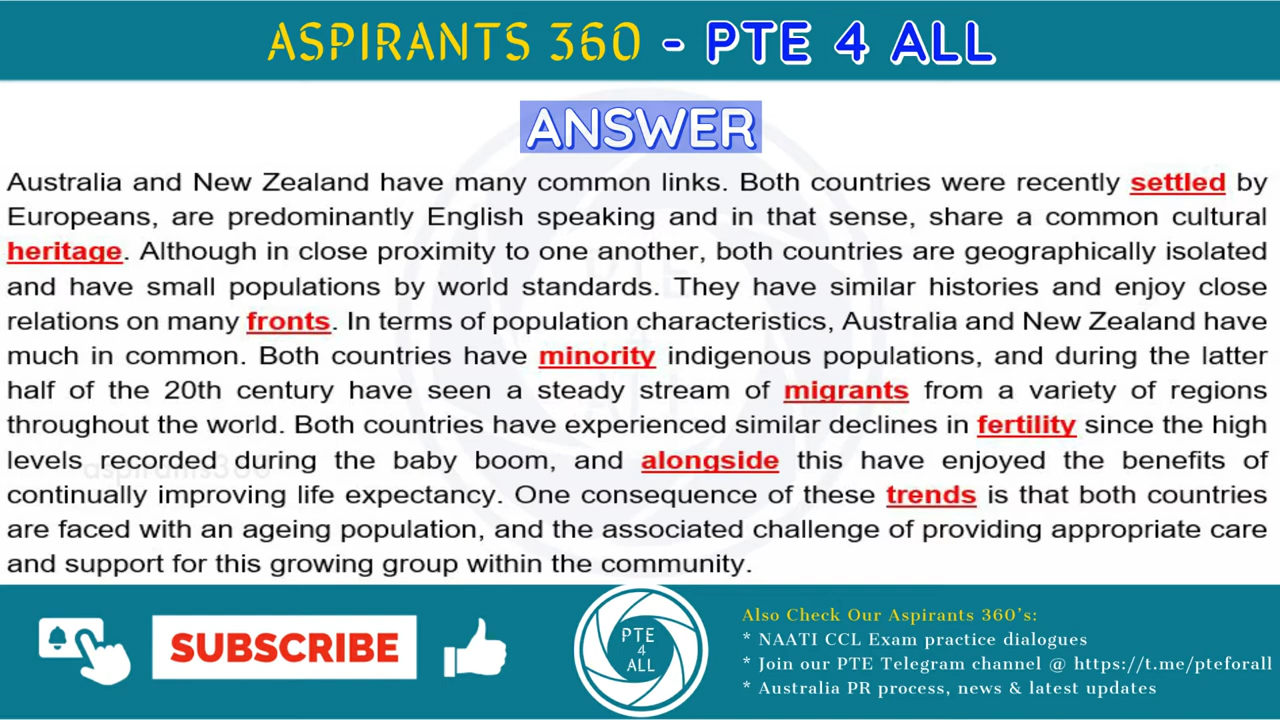 ASPIRANTS 360 - PTE 4 ALL
ANSWER
Australia and New Zealand have many common links. Both countries were recently settled by
Europeans, are predominantly English speaking and in that sense, share a common cultural
heritage. Although in close proximity to one another, both countries are geographically isolated
and have small populations by world standards. They have similar histories and enjoy close
relations on many fronts. In terms of population characteristics, Australia and New Zealand have
much in common. Both countries have minority indigenous populations, and during the latter
half of the 20th century have seen a steady stream of migrants from a variety of regions
throughout the world. Both countries have experienced similar declines in fertility since the high
levels recorded during the baby boom, and alongside this have enjoyed the benefits of
continually improving life expectancy. One consequence of these trends is that both countries
are faced with an ageing population, and the associated challenge of providing appropriate care
and support for this growing group within the community.
aspirants360
SUBSCRIBE
PTE
4
ALL
Also Check Our Aspirants 360's:
* NAATI CCL Exam practice dialogues
* Join our PTE Telegram channel @ https://t.me/pteforall
* Australia PR process, news & latest updates